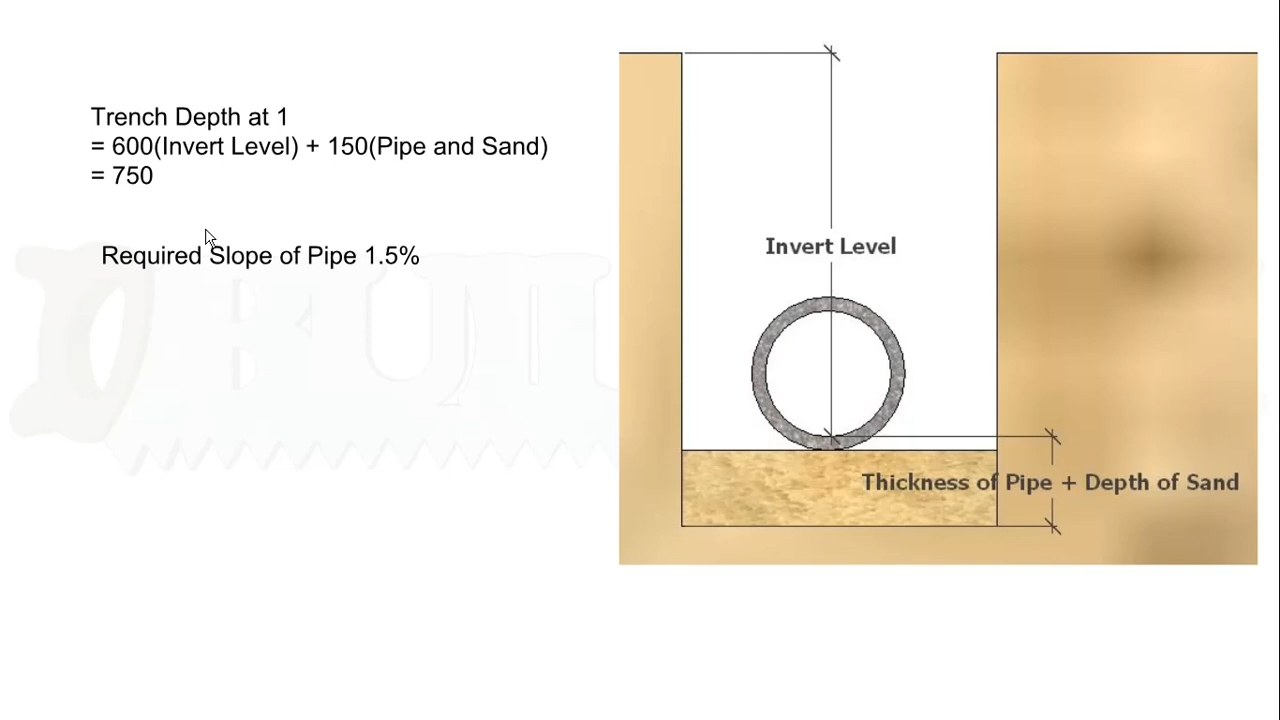 Trench Depth at 1
= 600(Invert Level) + 150(Pipe and Sand)
= 750
Required Slope of Pipe 1.5%
Invert Level
Thickness of Pipe + Depth of Sand